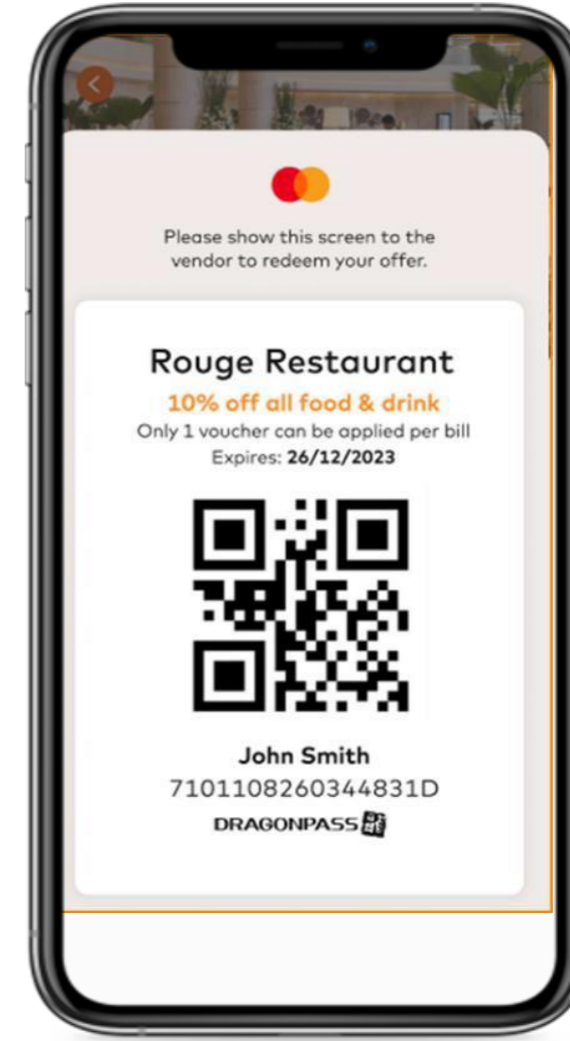 Please show this screen to the
vendor to redeem your offer.
Rouge Restaurant
10% off all food & drink
Only 1 voucher can be applied per bill
Expires: 26/12/2023
John Smith
7101108260344831D
DRAGONPASS